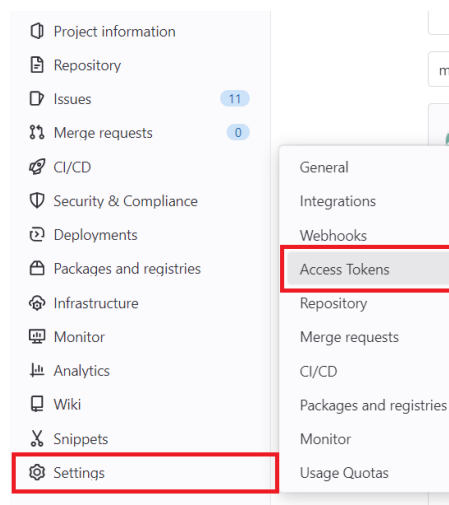 Project information
Repository
Issues 11
Merge requests 0
CI/CD
Security & Compliance
Deployments
Packages and registries
Infrastructure
Monitor
Analytics
Wiki
Snippets
Settings
General
Integrations
Webhooks
Access Tokens
Repository
Merge requests
CI/CD
Packages and registries
Monitor
Usage Quotas
m